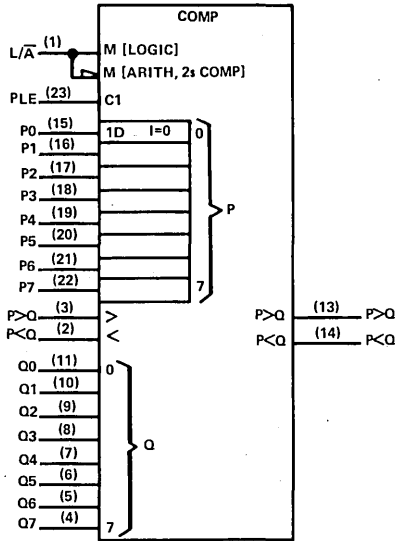 COMP
L/A̅ (1) M [LOGIC]
M [ARITH, 2s COMP]
PLE (23) C1
P0 (15) 1D I=0 0
P1 (16)
P2 (17)
P3 (18)
P4 (19) P
P5 (20)
P6 (21)
P7 (22) 7
P>Q (3) > P>Q (13) P>Q
P<Q (2) < P<Q (14) P<Q
Q0 (11) 0
Q1 (10)
Q2 (9)
Q3 (8) Q
Q4 (7)
Q5 (6)
Q6 (5)
Q7 (4) 7